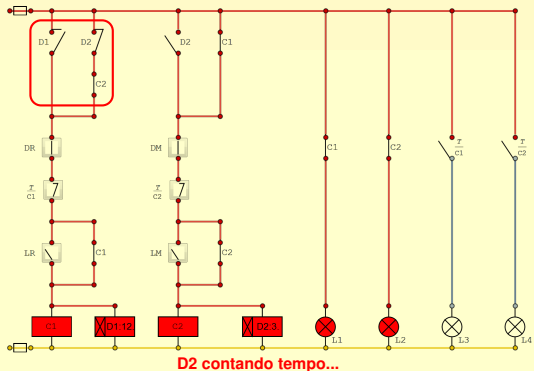 D1 D2 D2 C1
C2
DR DM C1 C2 T/C1 T/C2
T/C1 T/C2
LR C1 LM C2
C1 D1:12 C2 D2:3
L1 L2 L3 L4
D2 contando tempo...